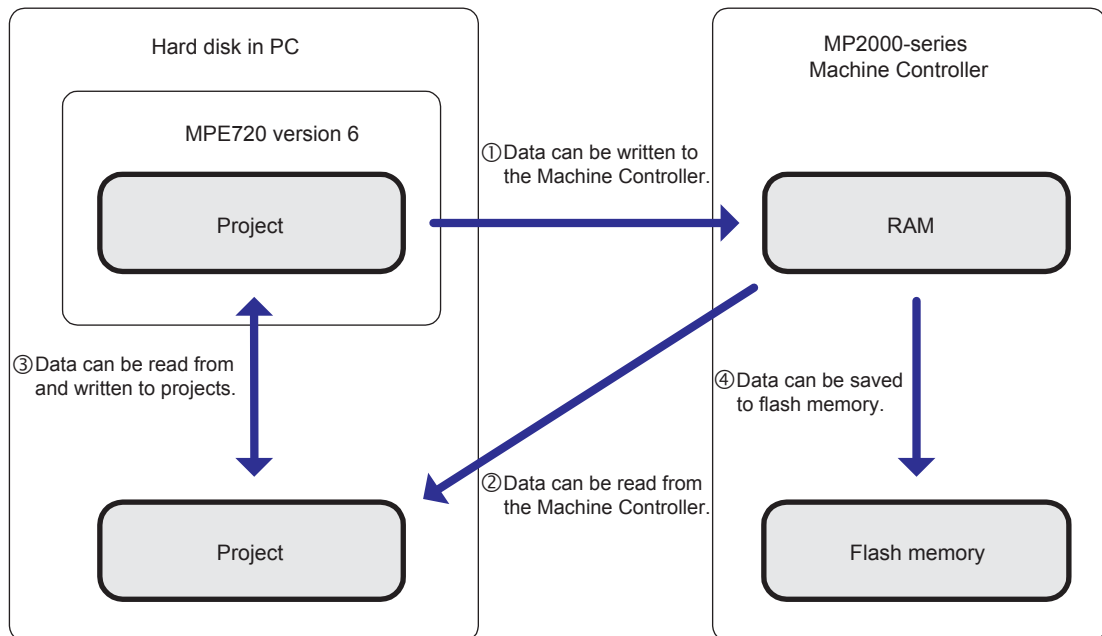 Hard disk in PC
MPE720 version 6
Project
①Data can be written to
the Machine Controller.
MP2000-series
Machine Controller
RAM
③Data can be read from
and written to projects.
④Data can be saved
to flash memory.
②Data can be read from
the Machine Controller.
Project
Flash memory